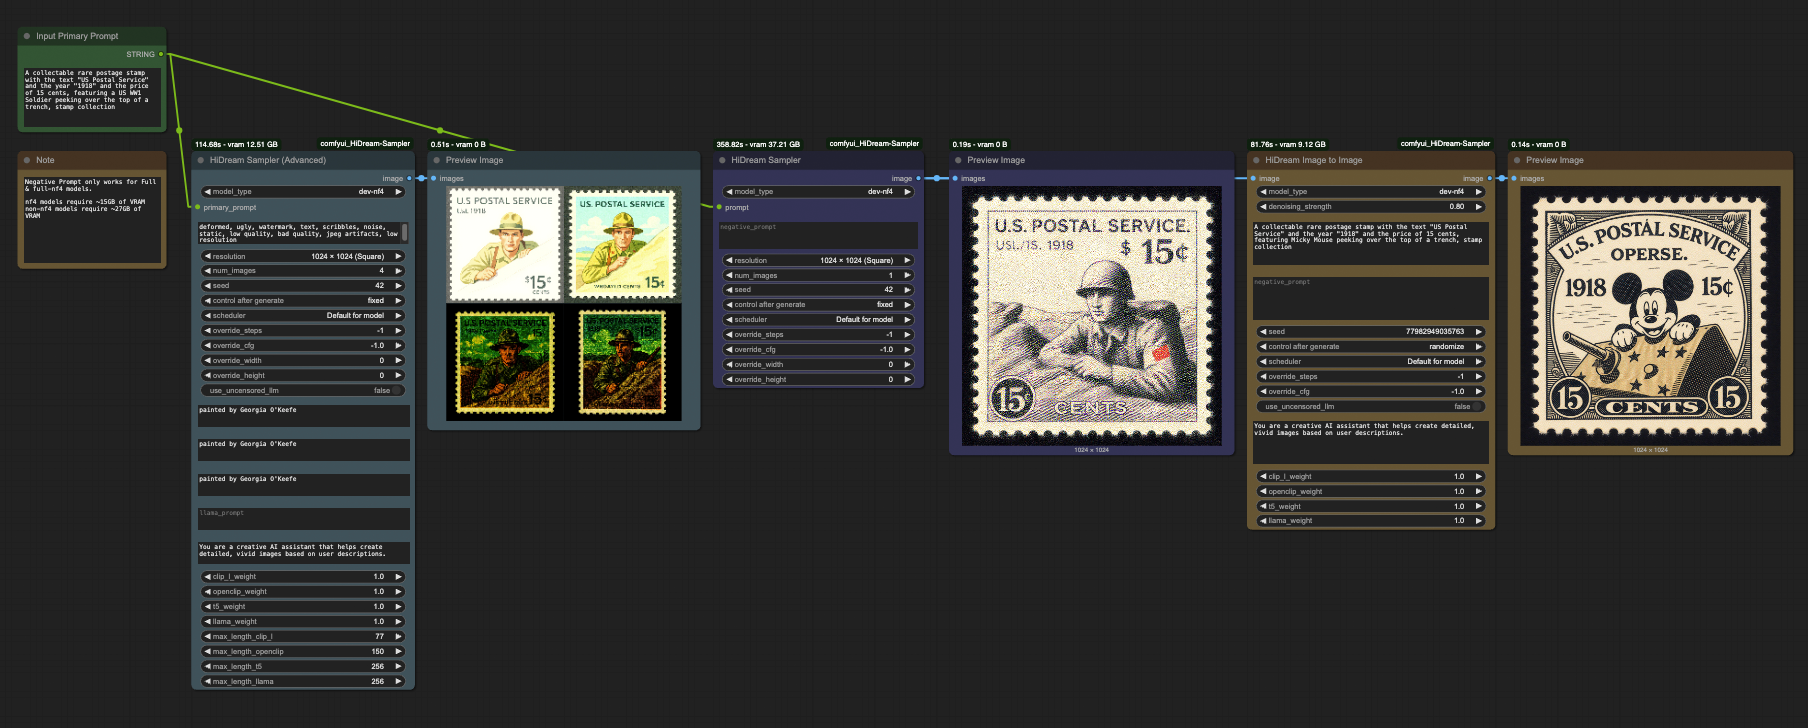 Input Primary Prompt
STRING
A collectable rare postage stamp
with the text "US Postal Service"
and the year "1918" and the price
of 15 cents, featuring a US WW1
Soldier peeking over the top of a
trench, stamp collection
Note
Negative Prompt only works for Full
& full-nf4 models.
nf4 models require ~15GB of VRAM
non-nf4 models require ~27GB of
VRAM
114.68s - vram 12.51 GB
comfyui_HiDream-Sampler
HiDream Sampler (Advanced)
image
model_type dev-nf4
primary_prompt
deformed, ugly, watermark, text, scribbles, noise,
static, low quality, bad quality, jpeg artifacts, low
resolution
resolution 1024 × 1024 (Square)
num_images 4
seed 42
control after generate fixed
scheduler Default for model
override_steps -1
override_cfg -1.0
override_width 0
override_height 0
use_uncensored_llm false
painted by Georgia O'Keefe
painted by Georgia O'Keefe
painted by Georgia O'Keefe
llama_prompt
You are a creative AI assistant that helps create
detailed, vivid images based on user descriptions.
clip_l_weight 1.0
openclip_weight 1.0
t5_weight 1.0
llama_weight 1.0
max_length_clip_l 77
max_length_openclip 150
max_length_t5 256
max_length_llama 256
0.51s - vram 0 B
Preview Image
images
U.S POSTAL SERVICE
1918
$15¢
U.S. POSTAL SERVICE
15¢
358.82s - vram 37.21 GB
comfyui_HiDream-Sampler
HiDream Sampler
image
model_type dev-nf4
prompt
negative_prompt
resolution 1024 × 1024 (Square)
num_images 1
seed 42
control after generate fixed
scheduler Default for model
override_steps -1
override_cfg -1.0
override_width 0
override_height 0
0.19s - vram 0 B
Preview Image
images
U.S. POSTAL SERVICE.
USL./1S. 1918
$ 15¢
15¢
CENTS
1024 × 1024
81.76s - vram 9.12 GB
comfyui_HiDream-Sampler
HiDream Image to Image
image
image
model_type dev-nf4
denoising_strength 0.80
A collectable rare postage stamp with the text "US Postal
Service" and the year "1918" and the price of 15 cents,
featuring Micky Mouse peeking over the top of a trench, stamp
collection
negative_prompt
seed 77982949035763
control after generate randomize
scheduler Default for model
override_steps -1
override_cfg -1.0
use_uncensored_llm false
You are a creative AI assistant that helps create detailed,
vivid images based on user descriptions.
clip_l_weight 1.0
openclip_weight 1.0
t5_weight 1.0
llama_weight 1.0
0.14s - vram 0 B
Preview Image
images
U.S. POSTAL SERVICE
OPERSE.
1918
15¢
15
CENTS
15
1024 × 1024